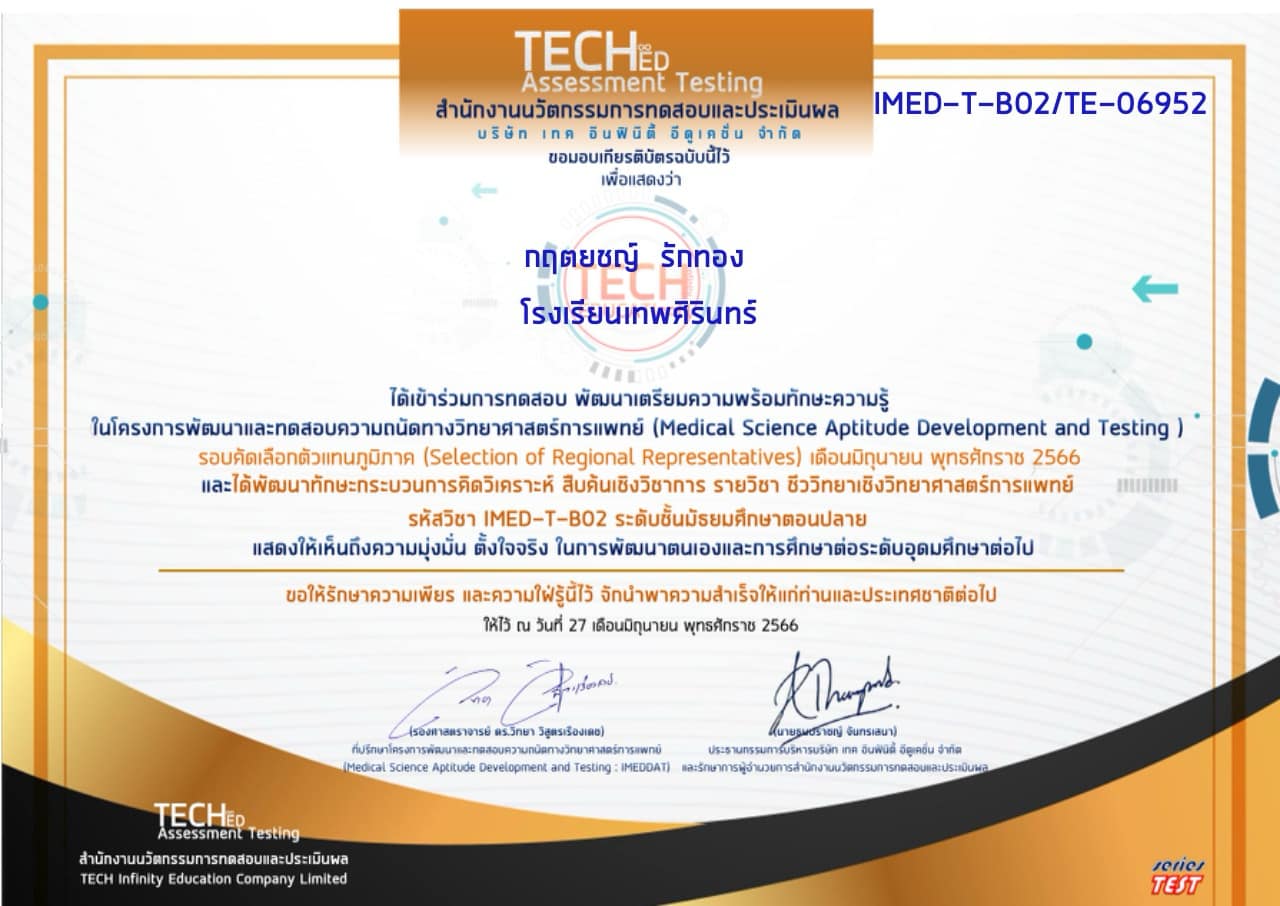 TECH∞ED
Assessment Testing
สำนักงานนวัตกรรมการทดสอบและประเมินผล
บริษัท เทค อินฟินิตี้ อีดูเคชั่น จำกัด
IMED-T-B02/TE-06952
ขอมอบเกียรติบัตรฉบับนี้ไว้
เพื่อแสดงว่า
กฤตยชญ์ รักทอง
TECH
โรงเรียนเทพศิรินทร์
ได้เข้าร่วมการทดสอบ พัฒนาเตรียมความพร้อมทักษะความรู้
ในโครงการพัฒนาและทดสอบความถนัดทางวิทยาศาสตร์การแพทย์ (Medical Science Aptitude Development and Testing )
รอบคัดเลือกตัวแทนภูมิภาค (Selection of Regional Representatives) เดือนมิถุนายน พุทธศักราช 2566
และได้พัฒนาทักษะกระบวนการคิดวิเคราะห์ สืบค้นเชิงวิชาการ รายวิชา ชีววิทยาเชิงวิทยาศาสตร์การแพทย์
รหัสวิชา IMED-T-B02 ระดับชั้นมัธยมศึกษาตอนปลาย
แสดงให้เห็นถึงความมุ่งมั่น ตั้งใจจริง ในการพัฒนาตนเองและการศึกษาต่อระดับอุดมศึกษาต่อไป
ขอให้รักษาความเพียร และความใฝ่รู้นี้ไว้ จักนำพาความสำเร็จให้แก่ท่านและประเทศชาติต่อไป
ให้ไว้ ณ วันที่ 27 เดือนมิถุนายน พุทธศักราช 2566
(รองศาสตราจารย์ ดร.วิทยา วิสูตรเรืองเดช)
ที่ปรึกษาโครงการพัฒนาและทดสอบความถนัดทางวิทยาศาสตร์การแพทย์
(Medical Science Aptitude Development and Testing : IMEDDAT)
จันทรเสนา)
ประธานกรรมการบริหารบริษัท เทค อินฟินิตี้ อีดูเคชั่น จำกัด
และรักษาการผู้อำนวยการสำนักงานนวัตกรรมการทดสอบและประเมินผล
TECHED
Assessment Testing
สำนักงานนวัตกรรมการทดสอบและประเมินผล
TECH Infinity Education Company Limited
series
TEST